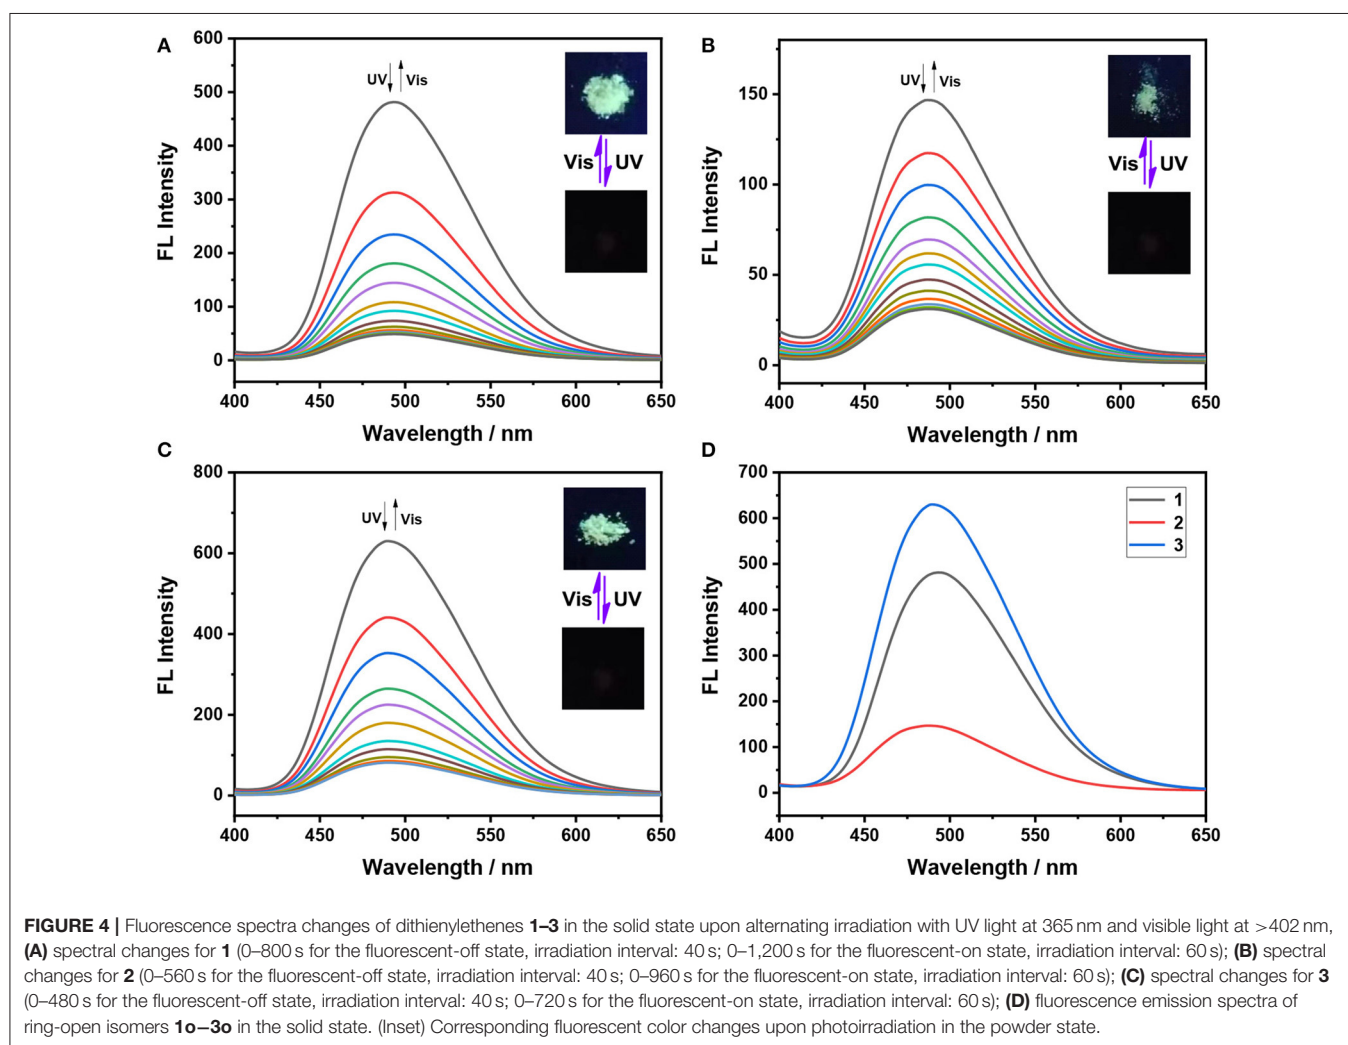 A
600
500
400
300
200
100
0
FL Intensity
UV Vis
Vis UV
400 450 500 550 600 650
Wavelength / nm
B
150
100
50
0
FL Intensity
UV Vis
Vis UV
400 450 500 550 600 650
Wavelength / nm
C
800
600
400
200
0
FL Intensity
UV Vis
Vis UV
400 450 500 550 600 650
Wavelength / nm
D
700
600
500
400
300
200
100
0
FL Intensity
1
2
3
400 450 500 550 600 650
Wavelength / nm
FIGURE 4 | Fluorescence spectra changes of dithienylethenes 1–3 in the solid state upon alternating irradiation with UV light at 365 nm and visible light at >402 nm,
(A) spectral changes for 1 (0–800 s for the fluorescent-off state, irradiation interval: 40 s; 0–1,200 s for the fluorescent-on state, irradiation interval: 60 s); (B) spectral
changes for 2 (0–560 s for the fluorescent-off state, irradiation interval: 40 s; 0–960 s for the fluorescent-on state, irradiation interval: 60 s); (C) spectral changes for 3
(0–480 s for the fluorescent-off state, irradiation interval: 40 s; 0–720 s for the fluorescent-on state, irradiation interval: 60 s); (D) fluorescence emission spectra of
ring-open isomers 1o–3o in the solid state. (Inset) Corresponding fluorescent color changes upon photoirradiation in the powder state.